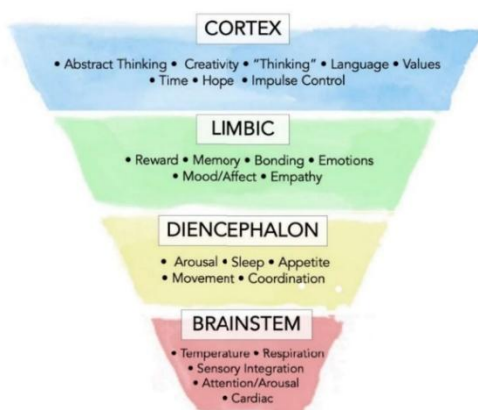 CORTEX
• Abstract Thinking • Creativity • "Thinking" • Language • Values
• Time • Hope • Impulse Control
LIMBIC
• Reward • Memory • Bonding • Emotions
• Mood/Affect • Empathy
DIENCEPHALON
• Arousal • Sleep • Appetite
• Movement • Coordination
BRAINSTEM
• Temperature • Respiration
• Sensory Integration
• Attention/Arousal
• Cardiac